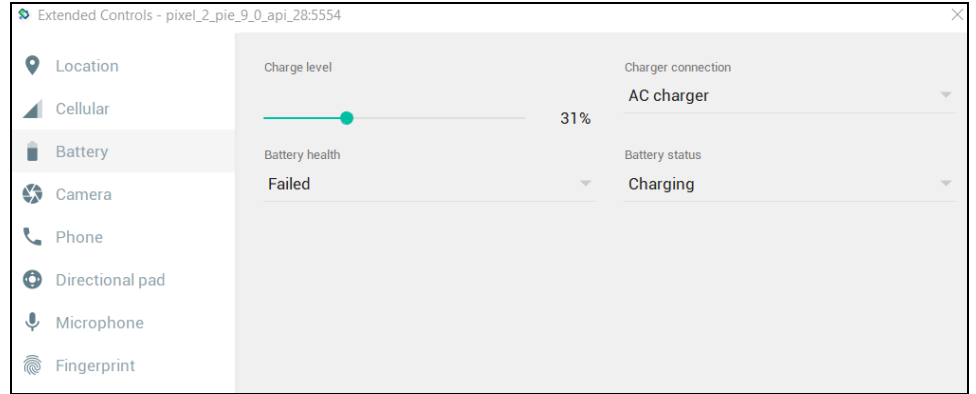 Extended Controls - pixel_2_pie_9_0_api_28:5554
Location
Cellular
Battery
Camera
Phone
Directional pad
Microphone
Fingerprint
Charge level
31%
Charger connection
AC charger
Battery health
Failed
Battery status
Charging